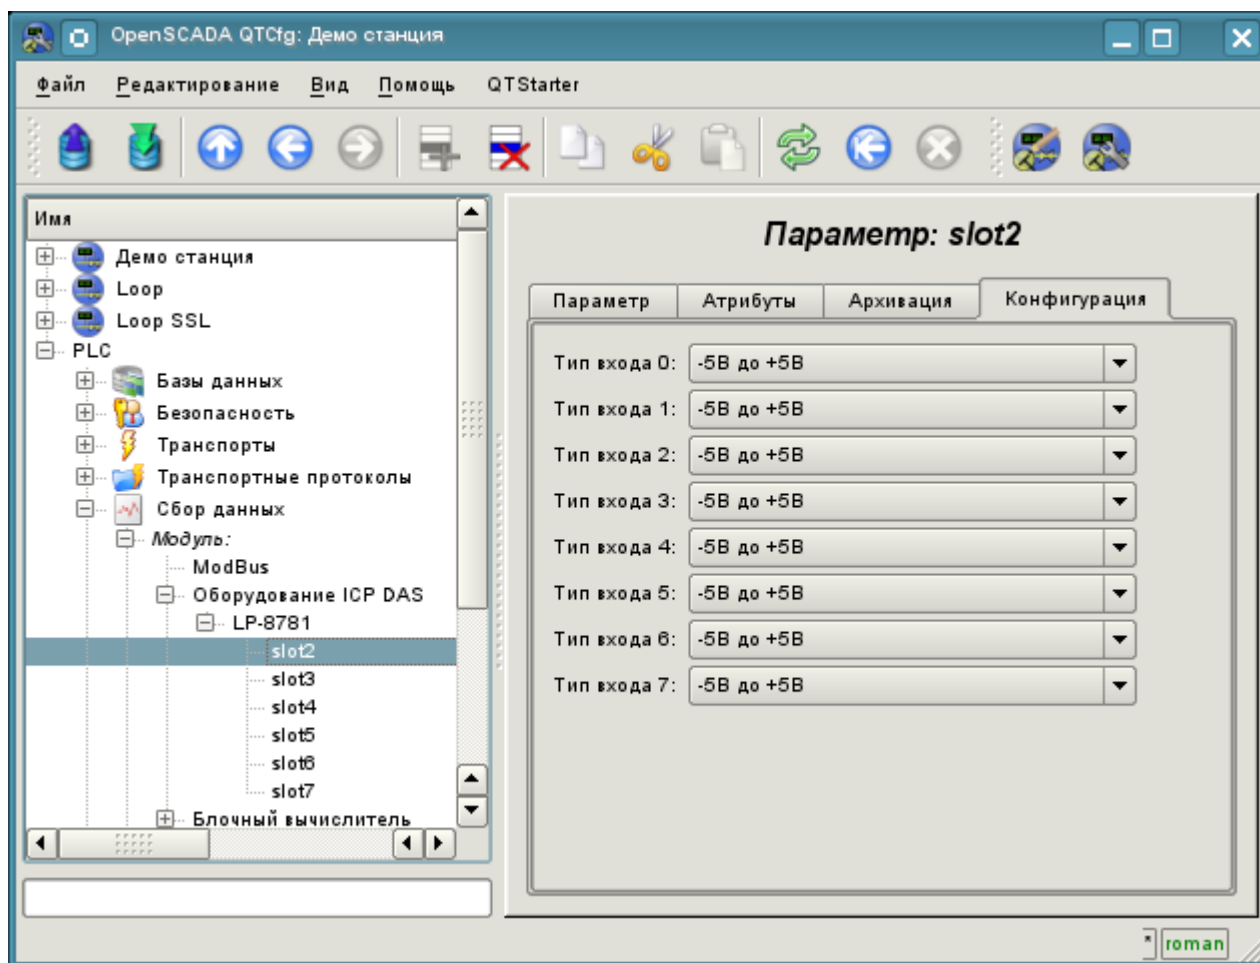 OpenSCADA QTCfg: Демо станция
Файл Редактирование Вид Помощь QTStarter
Имя
Демо станция
Loop
Loop SSL
PLC
Базы данных
Безопасность
Транспорты
Транспортные протоколы
Сбор данных
Модуль:
ModBus
Оборудование ICP DAS
LP-8781
slot2
slot3
slot4
slot5
slot6
slot7
Блочный вычислитель
Параметр: slot2
Параметр Атрибуты Архивация Конфигурация
Тип входа 0: -5В до +5В
Тип входа 1: -5В до +5В
Тип входа 2: -5В до +5В
Тип входа 3: -5В до +5В
Тип входа 4: -5В до +5В
Тип входа 5: -5В до +5В
Тип входа 6: -5В до +5В
Тип входа 7: -5В до +5В
* roman